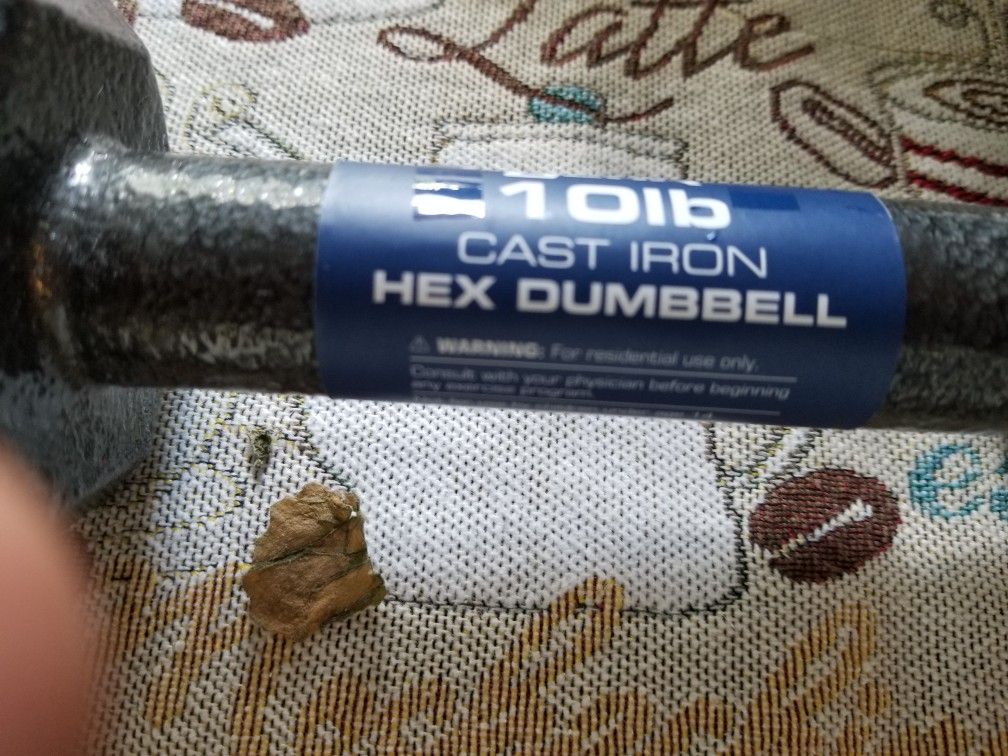 Latte
10lb
CAST IRON
HEX DUMBBELL
⚠ WARNING: For residential use only.
Consult with your physician before beginning
any exercise program.